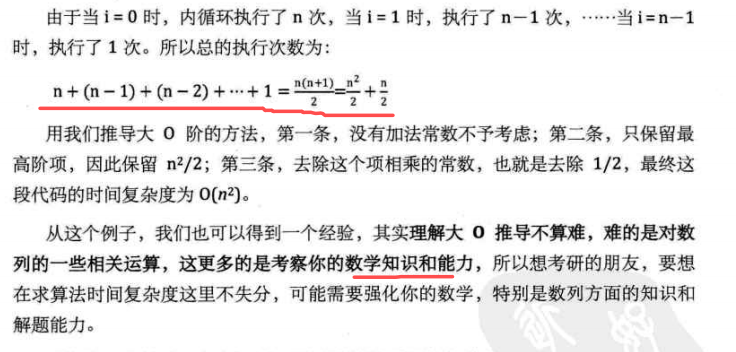 由于当 i = 0 时，内循环执行了 n 次，当 i = 1 时，执行了 n−1 次，……当 i=n−1
时，执行了 1 次。所以总的执行次数为：
n + (n − 1) + (n − 2) + ⋯ + 1 = n(n+1)/2 = n²/2 + n/2
用我们推导大 O 阶的方法，第一条，没有加法常数不予考虑；第二条，只保留最
高阶项，因此保留 n²/2；第三条，去除这个项相乘的常数，也就是去除 1/2，最终这
段代码的时间复杂度为 O(n²)。
从这个例子，我们也可以得到一个经验，其实理解大 O 推导不算难，难的是对数
列的一些相关运算，这更多的是考察你的数学知识和能力，所以想考研的朋友，要想
在求算法时间复杂度这里不失分，可能需要强化你的数学，特别是数列方面的知识和
解题能力。